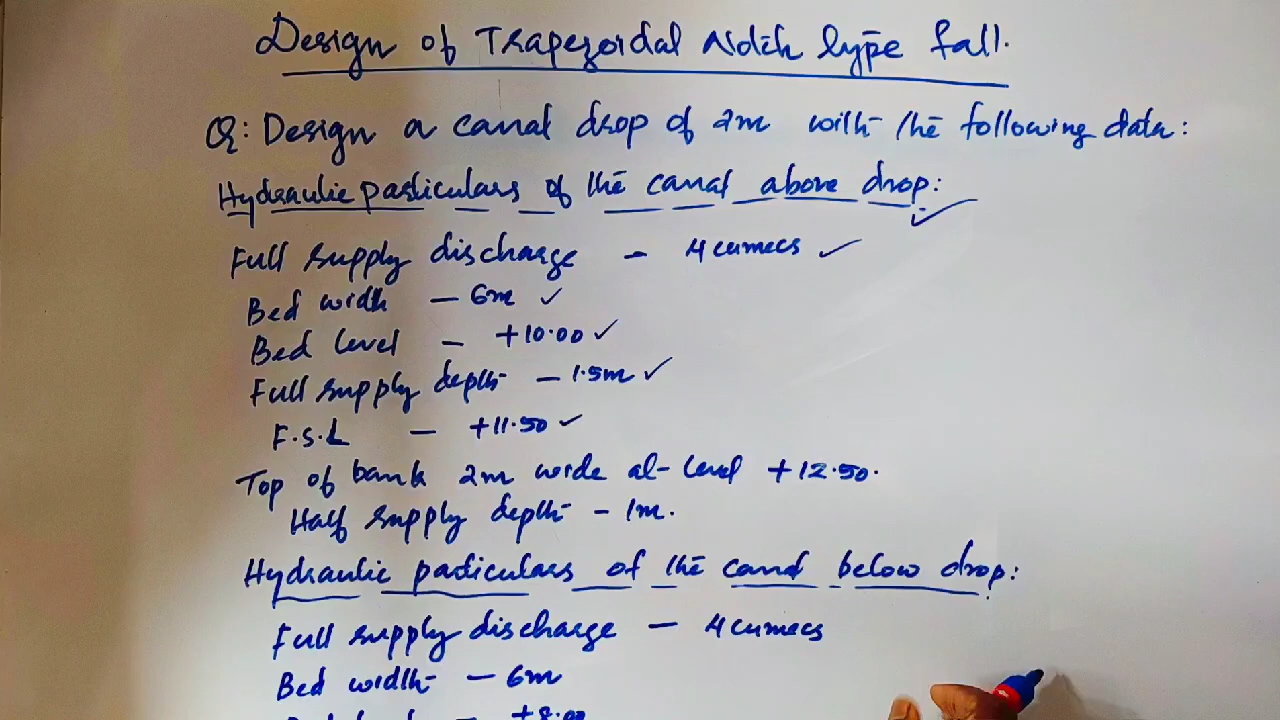 Design of Trapezoidal Notch type fall.
Q: Design a canal drop of 2m with the following data:
Hydraulic particulars of the canal above drop:
Full supply discharge - 4 cumecs ✓
Bed width - 6m ✓
Bed level - +10.00 ✓
Full supply depth - 1.5m ✓
F.S.L - +11.50 ✓
Top of bank 2m wide at level +12.50.
Half supply depth - 1m.
Hydraulic particulars of the canal below drop:
Full supply discharge - 4 cumecs
Bed width - 6m
+8.00